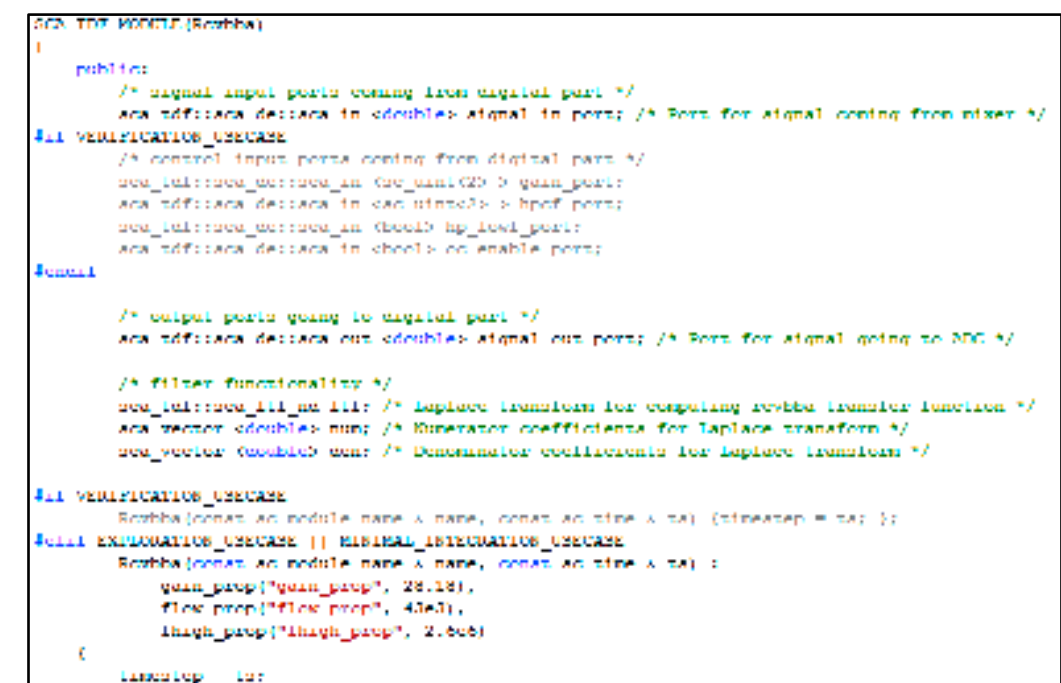 SCA_TDF_MODULE(Rcvbba)
{
public:
/* signal input ports coming from digital part */
sca_tdf::sca_de::sca_in <double> signal_in_port; /* Port for signal coming from mixer */
#if VERIFICATION_USECASE
/* control input ports coming from digital part */
sca_tdf::sca_de::sca_in <sc_uint<2> > gain_port;
sca_tdf::sca_de::sca_in <sc_uint<2> > hpcf_port;
sca_tdf::sca_de::sca_in <bool>
sca_tdf::sca_de::sca_in <bool> oc_enable_port;
#endif
/* output ports going to digital part */
sca_tdf::sca_de::sca_out <double> signal_out_port; /* Port for signal going to ADC */
/* filter functionality */
sca_tdf::sca_ltf_nd ltf; /* Laplace transform for computing rcvbba transfer function */
sca_vector <double> num; /* Numerator coefficients for Laplace transform */
sca_vector <double> den; /* Denominator coefficients for Laplace transform */
#if VERIFICATION_USECASE
Rcvbba(const sc_module_name & name, const sc_time & ts) {timestep = ts; };
#elif EXPLORATION_USECASE || MINIMAL_INTEGRATION_USECASE
Rcvbba(const sc_module_name & name, const sc_time & ts) :
gain_prop("gain_prop", 28.18),
flow_prop("flow_prop",
fhigh_prop("fhigh_prop", 2.6e6)
{
timestep = ts;